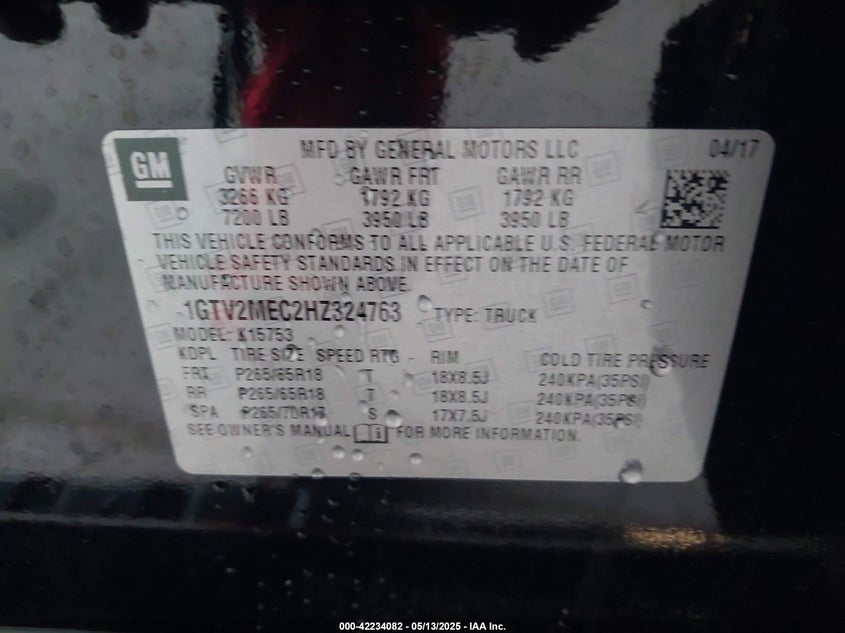 GM
MFD BY GENERAL MOTORS LLC 04/17
GVWR GAWR FRT GAWR RR
3266 KG 1792 KG 1792 KG
7200 LB 3950 LB 3950 LB
THIS VEHICLE CONFORMS TO ALL APPLICABLE U.S. FEDERAL MOTOR
VEHICLE SAFETY STANDARDS IN EFFECT ON THE DATE OF
MANUFACTURE SHOWN ABOVE.
1GTV2MEC2HZ324763 TYPE: TRUCK
MODEL: K15753
KDPL TIRE SIZE SPEED RTG - RIM COLD TIRE PRESSURE
FRT P265/65R18 T 18X8.5J 240KPA(35PSI)
RR P265/65R18 T 18X8.5J 240KPA(35PSI)
SPA P265/70R17 S 17X7.5J 240KPA(35PSI)
SEE OWNER'S MANUAL FOR MORE INFORMATION.
000-42234082 - 05/13/2025 - IAA Inc.